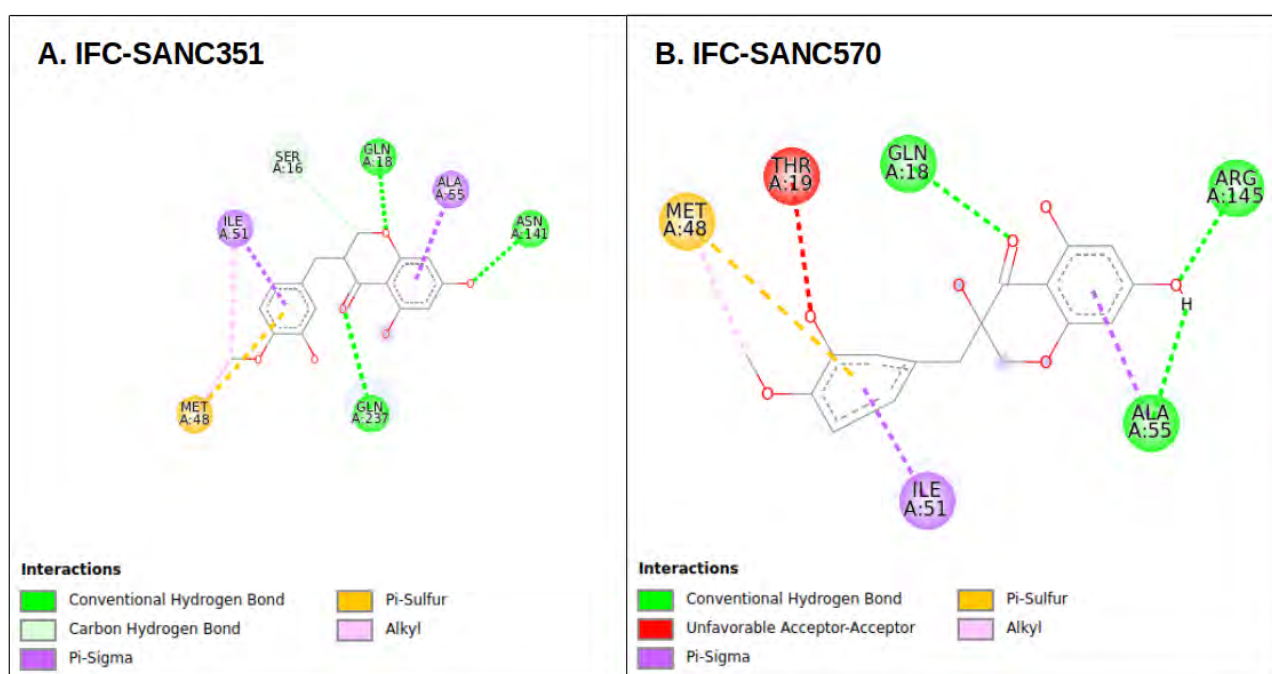 A. IFC-SANC351
SER
A:16
GLN
A:18
ALA
A:55
ILE
A:51
ASN
A:141
O
O
O
O
O
O
MET
A:48
GLN
A:237
Interactions
Conventional Hydrogen Bond
Carbon Hydrogen Bond
Pi-Sigma
Pi-Sulfur
Alkyl
B. IFC-SANC570
THR
A:19
GLN
A:18
ARG
A:145
MET
A:48
O
O
O
O
H
O
O
O
ALA
A:55
ILE
A:51
Interactions
Conventional Hydrogen Bond
Unfavorable Acceptor-Acceptor
Pi-Sigma
Pi-Sulfur
Alkyl